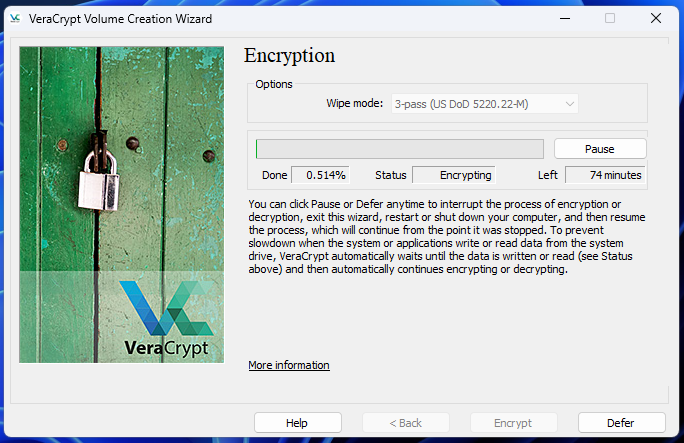 VeraCrypt Volume Creation Wizard
Encryption
Options
Wipe mode: 3-pass (US DoD 5220.22-M)
Pause
Done 0.514% Status Encrypting Left 74 minutes
You can click Pause or Defer anytime to interrupt the process of encryption or
decryption, exit this wizard, restart or shut down your computer, and then resume
the process, which will continue from the point it was stopped. To prevent
slowdown when the system or applications write or read data from the system
drive, VeraCrypt automatically waits until the data is written or read (see Status
above) and then automatically continues encrypting or decrypting.
VeraCrypt
More information
Help < Back Encrypt Defer